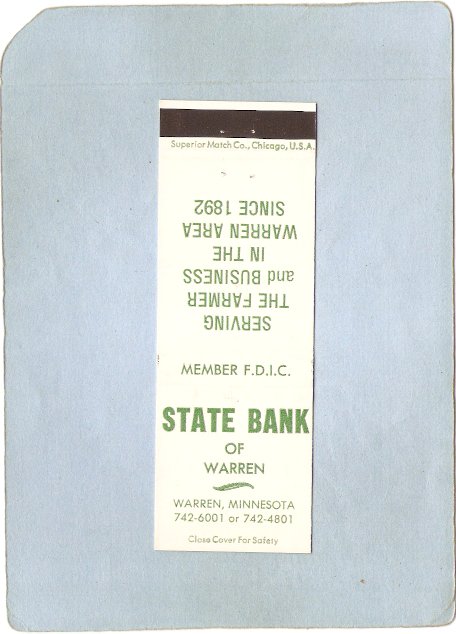 Superior Match Co., Chicago, U.S.A.
SERVING
THE FARMER
and BUSINESS
IN THE
WARREN AREA
SINCE 1892
MEMBER F.D.I.C.
STATE BANK
OF
WARREN
WARREN, MINNESOTA
742-6001 or 742-4801
Close Cover For Safety